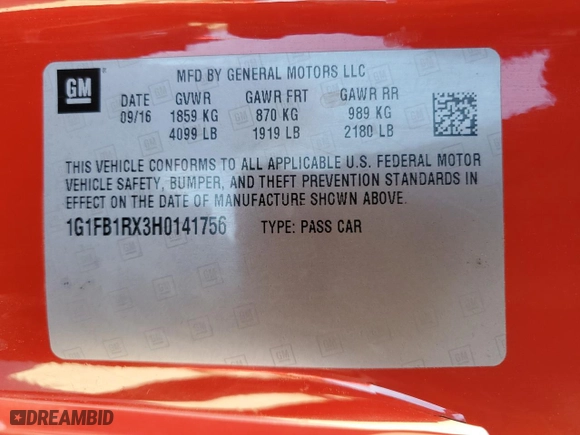 GM
MFD BY GENERAL MOTORS LLC
DATE GVWR GAWR FRT GAWR RR
09/16 1859 KG 870 KG 989 KG
4099 LB 1919 LB 2180 LB
THIS VEHICLE CONFORMS TO ALL APPLICABLE U.S. FEDERAL MOTOR
VEHICLE SAFETY, BUMPER, AND THEFT PREVENTION STANDARDS IN
EFFECT ON THE DATE OF MANUFACTURE SHOWN ABOVE.
1G1FB1RX3H0141756 TYPE: PASS CAR
DREAMBID